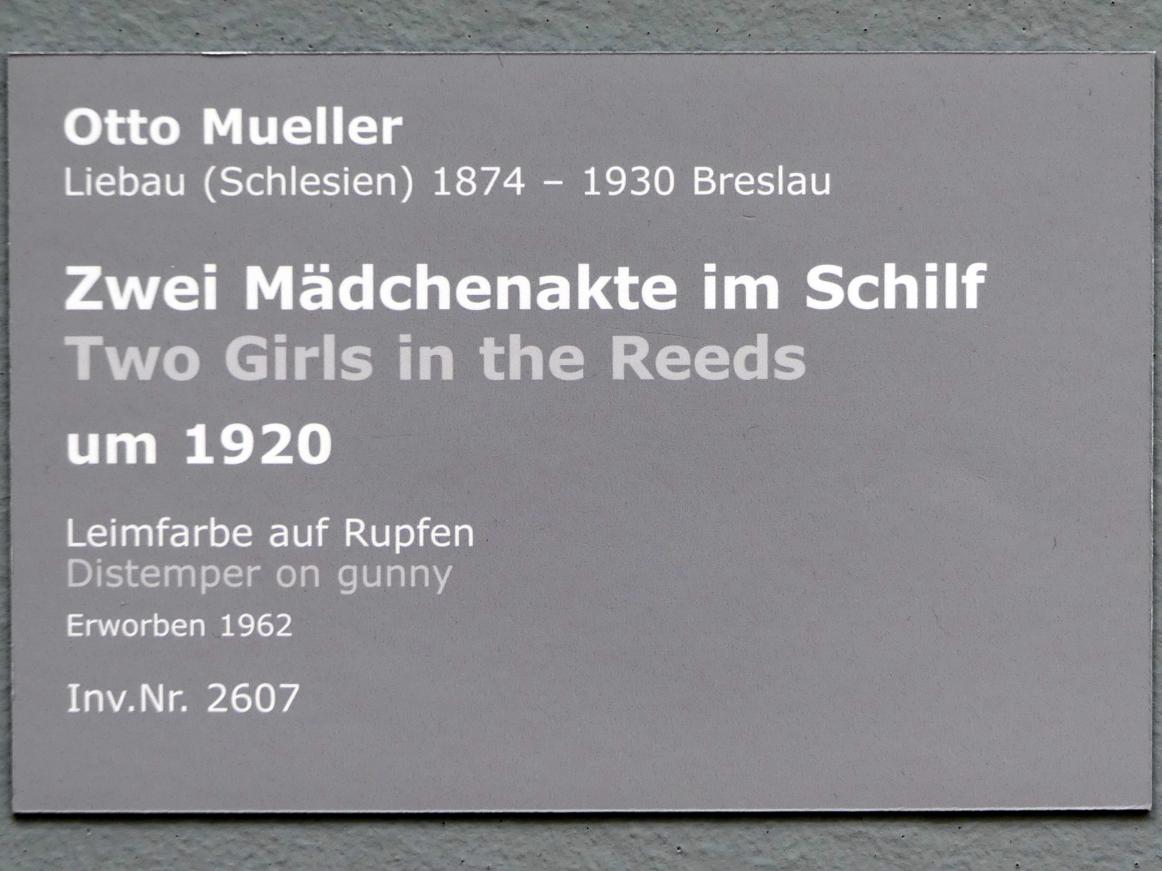 Otto Mueller
Liebau (Schlesien) 1874 – 1930 Breslau
Zwei Mädchenakte im Schilf
Two Girls in the Reeds
um 1920
Leimfarbe auf Rupfen
Distemper on gunny
Erworben 1962
Inv.Nr. 2607